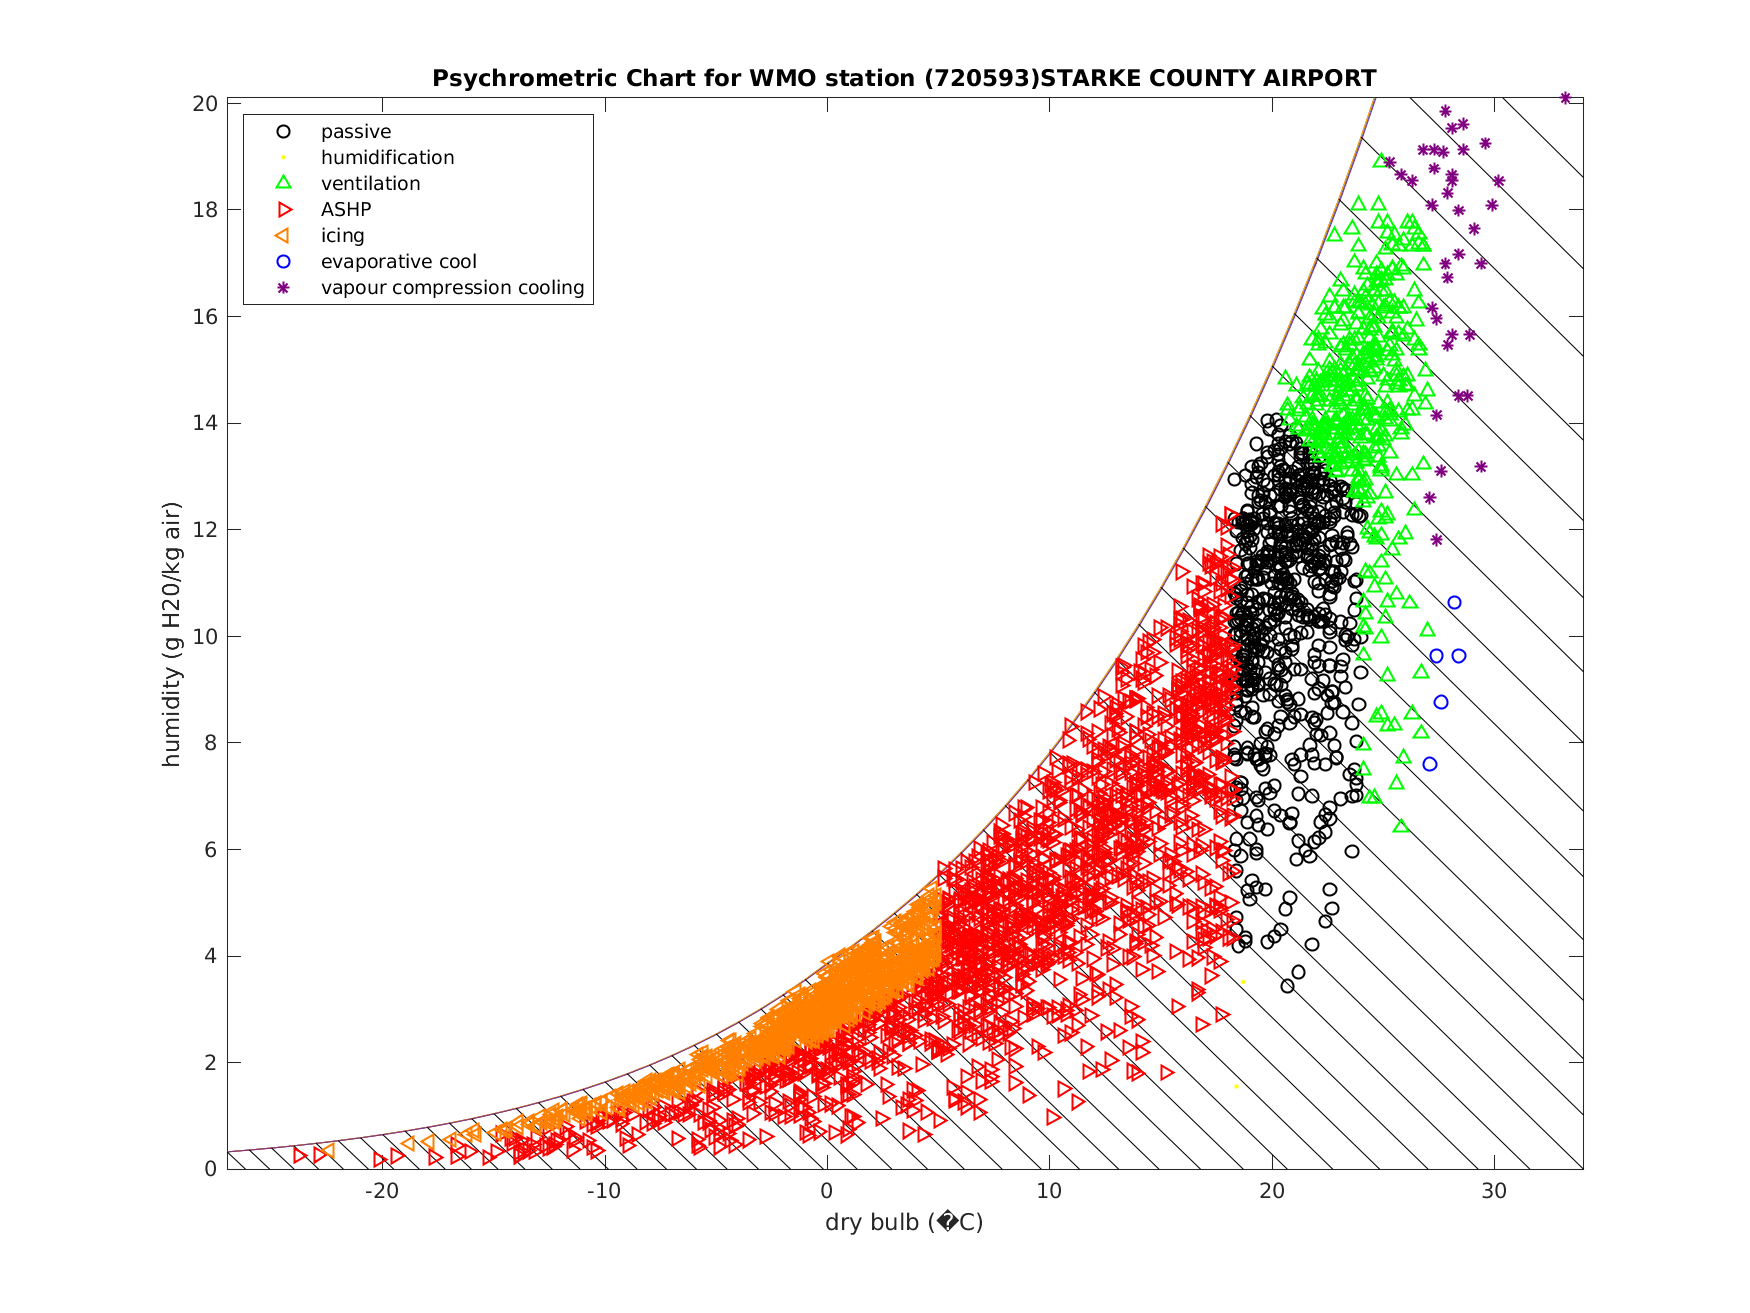 Psychrometric Chart for WMO station (720593)STARKE COUNTY AIRPORT
passive
humidification
ventilation
ASHP
icing
evaporative cool
vapour compression cooling
20
18
16
14
12
10
8
6
4
2
0
humidity (g H20/kg air)
-20 -10 0 10 20 30
dry bulb (�C)